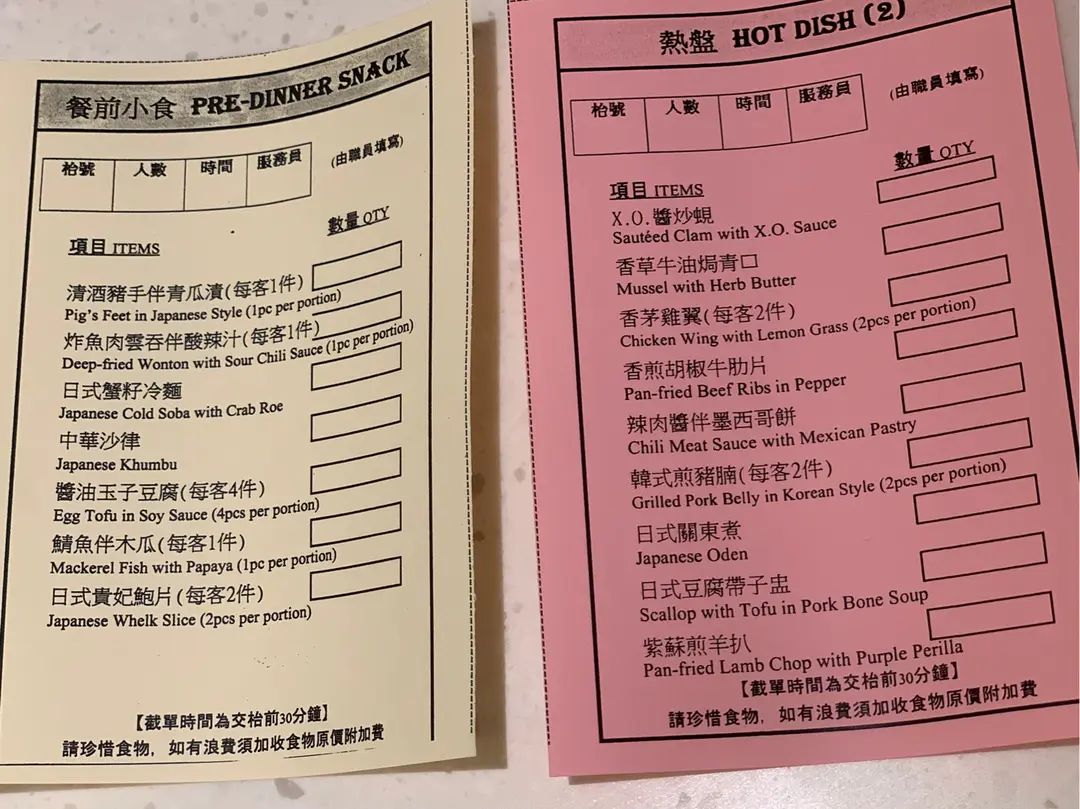 餐前小食 PRE-DINNER SNACK
枱號 人數 時間 服務員 (由職員填寫)
數量 QTY
項目 ITEMS
清酒豬手伴青瓜漬(每客1件)
Pig's Feet in Japanese Style (1pc per portion)
炸魚肉雲吞伴酸辣汁(每客1件)
Deep-fried Wonton with Sour Chili Sauce (1pc per portion)
日式蟹籽冷麵
Japanese Cold Soba with Crab Roe
中華沙律
Japanese Khumbu
醬油玉子豆腐(每客4件)
Egg Tofu in Soy Sauce (4pcs per portion)
鯖魚伴木瓜(每客1件)
Mackerel Fish with Papaya (1pc per portion)
日式貴妃鮑片(每客2件)
Japanese Whelk Slice (2pcs per portion)
【截單時間為交枱前30分鐘】
請珍惜食物，如有浪費須加收食物原價附加費
熱盤 HOT DISH (2)
枱號 人數 時間 服務員 (由職員填寫)
數量 QTY
項目 ITEMS
X.O.醬炒蜆
Sautéed Clam with X.O. Sauce
香草牛油焗青口
Mussel with Herb Butter
香茅雞翼(每客2件)
Chicken Wing with Lemon Grass (2pcs per portion)
香煎胡椒牛肋片
Pan-fried Beef Ribs in Pepper
辣肉醬伴墨西哥餅
Chili Meat Sauce with Mexican Pastry
韓式煎豬腩(每客2件)
Grilled Pork Belly in Korean Style (2pcs per portion)
日式關東煮
Japanese Oden
日式豆腐帶子盅
Scallop with Tofu in Pork Bone Soup
紫蘇煎羊扒
Pan-fried Lamb Chop with Purple Perilla
【截單時間為交枱前30分鐘】
請珍惜食物，如有浪費須加收食物原價附加費